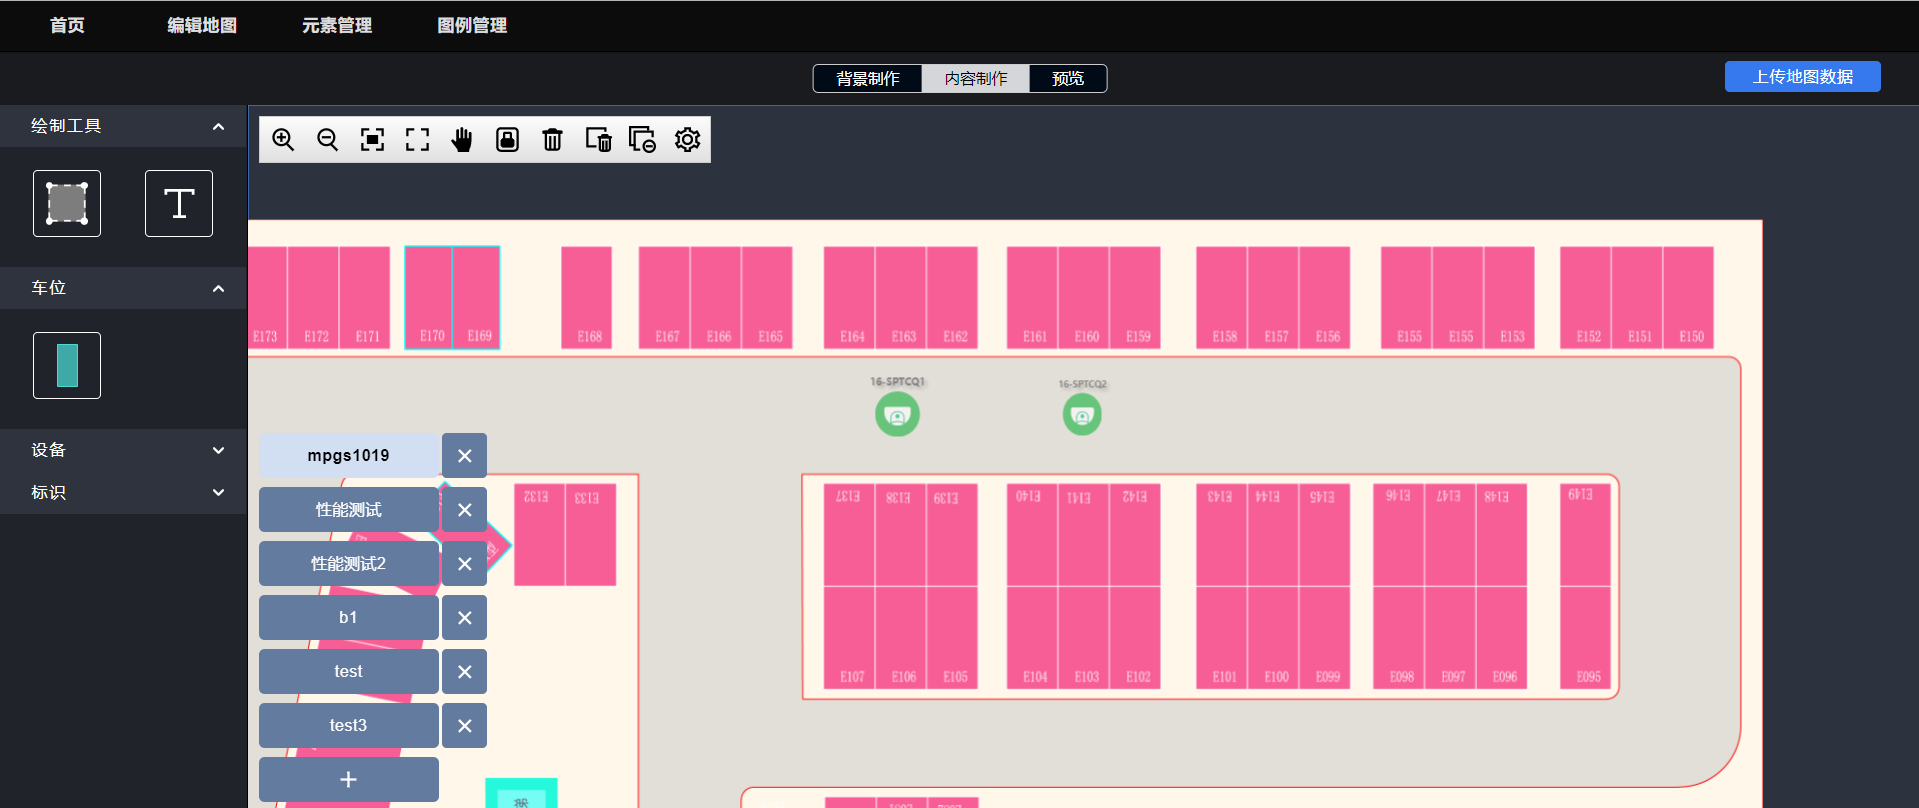 首页 编辑地图 元素管理 图例管理
背景制作 内容制作 预览 上传地图数据
绘制工具
T
车位
设备
标识
E173 E172 E171 E170 E169 E168 E167 E166 E165 E164 E163 E162 E161 E160 E159 E158 E157 E156 E155 E155 E153 E152 E151 E150
16-SPTCQ1 16-SPTCQ2
mpgs1019
性能测试
性能测试2
b1
test
test3
E132 E133 E137 E138 E139 E140 E141 E142 E143 E144 E145 E146 E147 E148 E149
E107 E106 E105 E104 E103 E102 E101 E100 E099 E098 E097 E096 E095